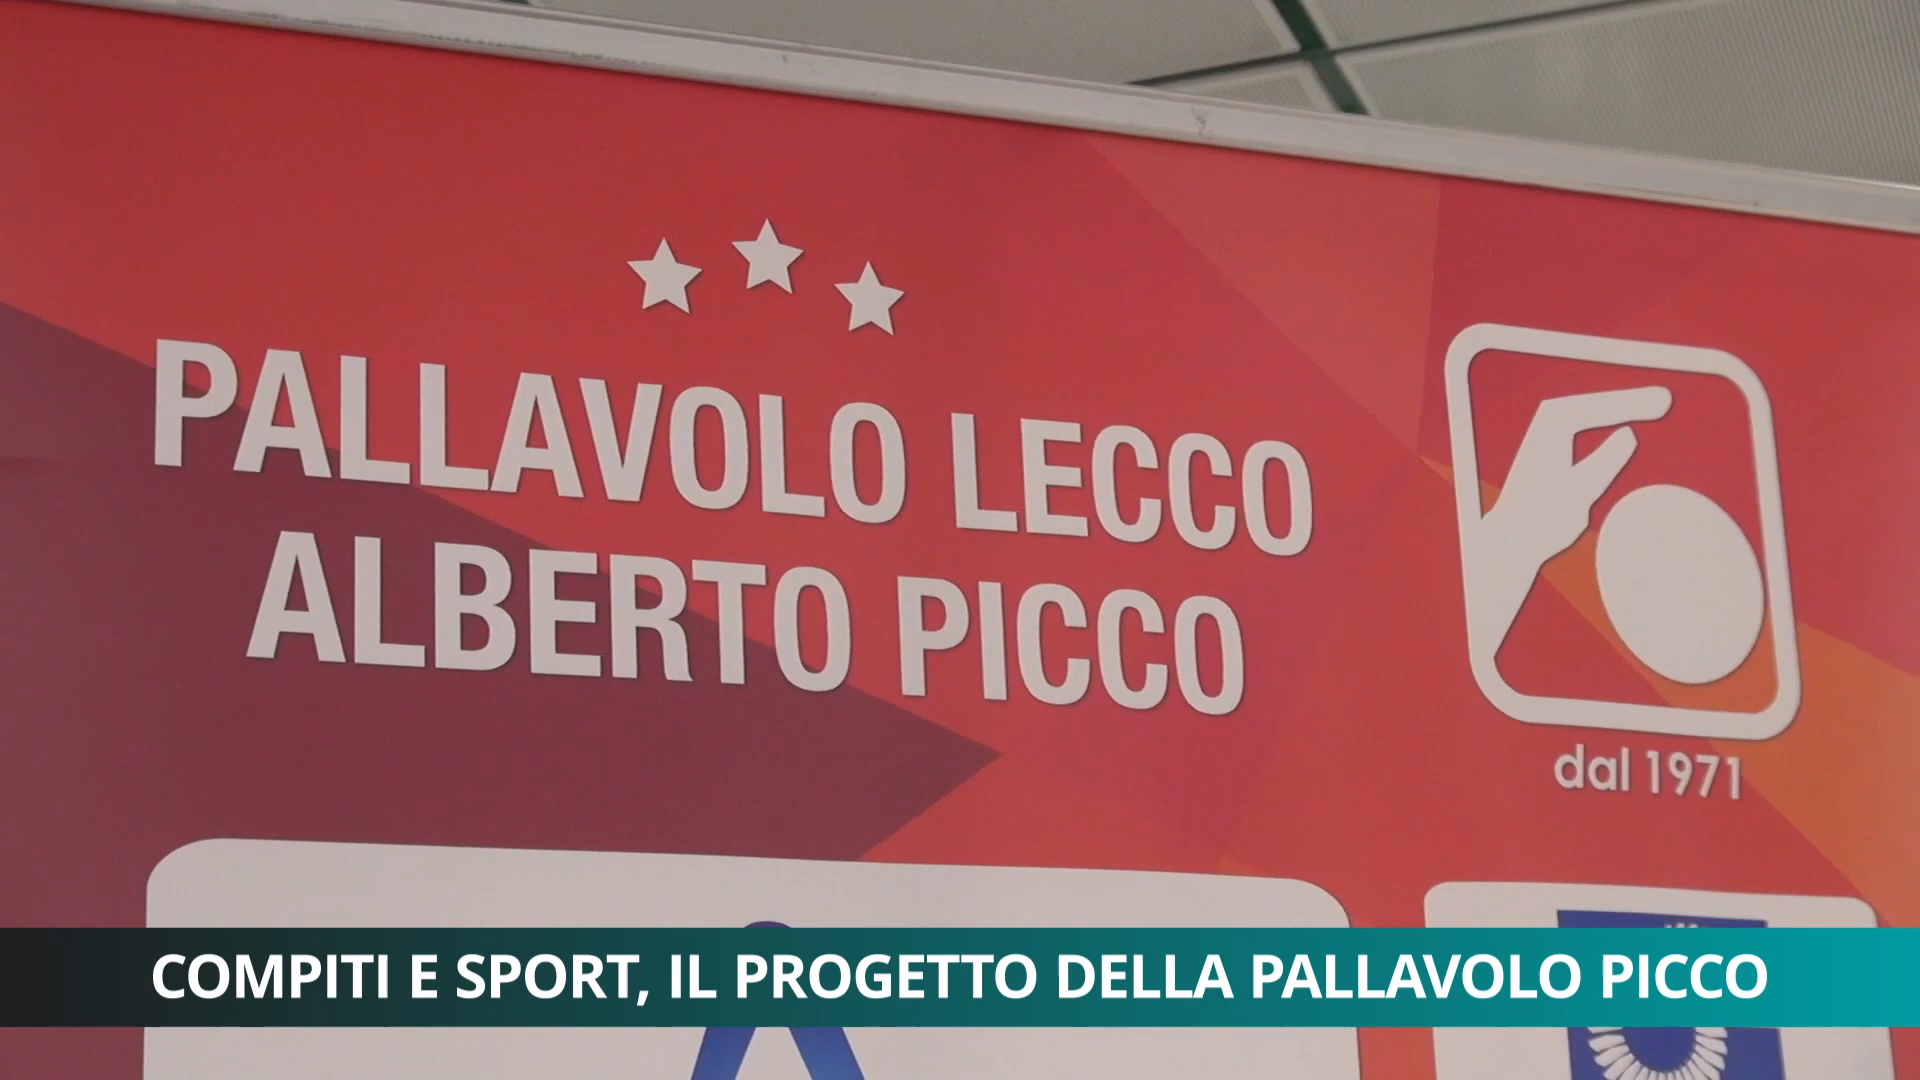 PALLAVOLO LECCO
ALBERTO PICCO
dal 1971
COMPITI E SPORT, IL PROGETTO DELLA PALLAVOLO PICCO